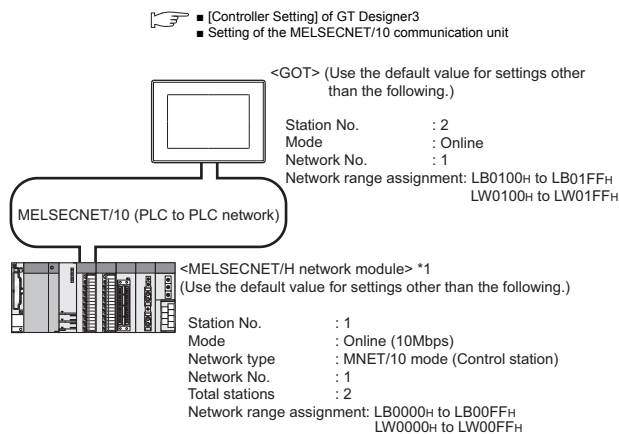 ■ [Controller Setting] of GT Designer3
■ Setting of the MELSECNET/10 communication unit
<GOT> (Use the default value for settings other
than the following.)
Station No. : 2
Mode : Online
Network No. : 1
Network range assignment: LB0100H to LB01FFH
LW0100H to LW01FFH
MELSECNET/10 (PLC to PLC network)
<MELSECNET/H network module> *1
(Use the default value for settings other than the following.)
Station No. : 1
Mode : Online (10Mbps)
Network type : MNET/10 mode (Control station)
Network No. : 1
Total stations : 2
Network range assignment: LB0000H to LB00FFH
LW0000H to LW00FFH